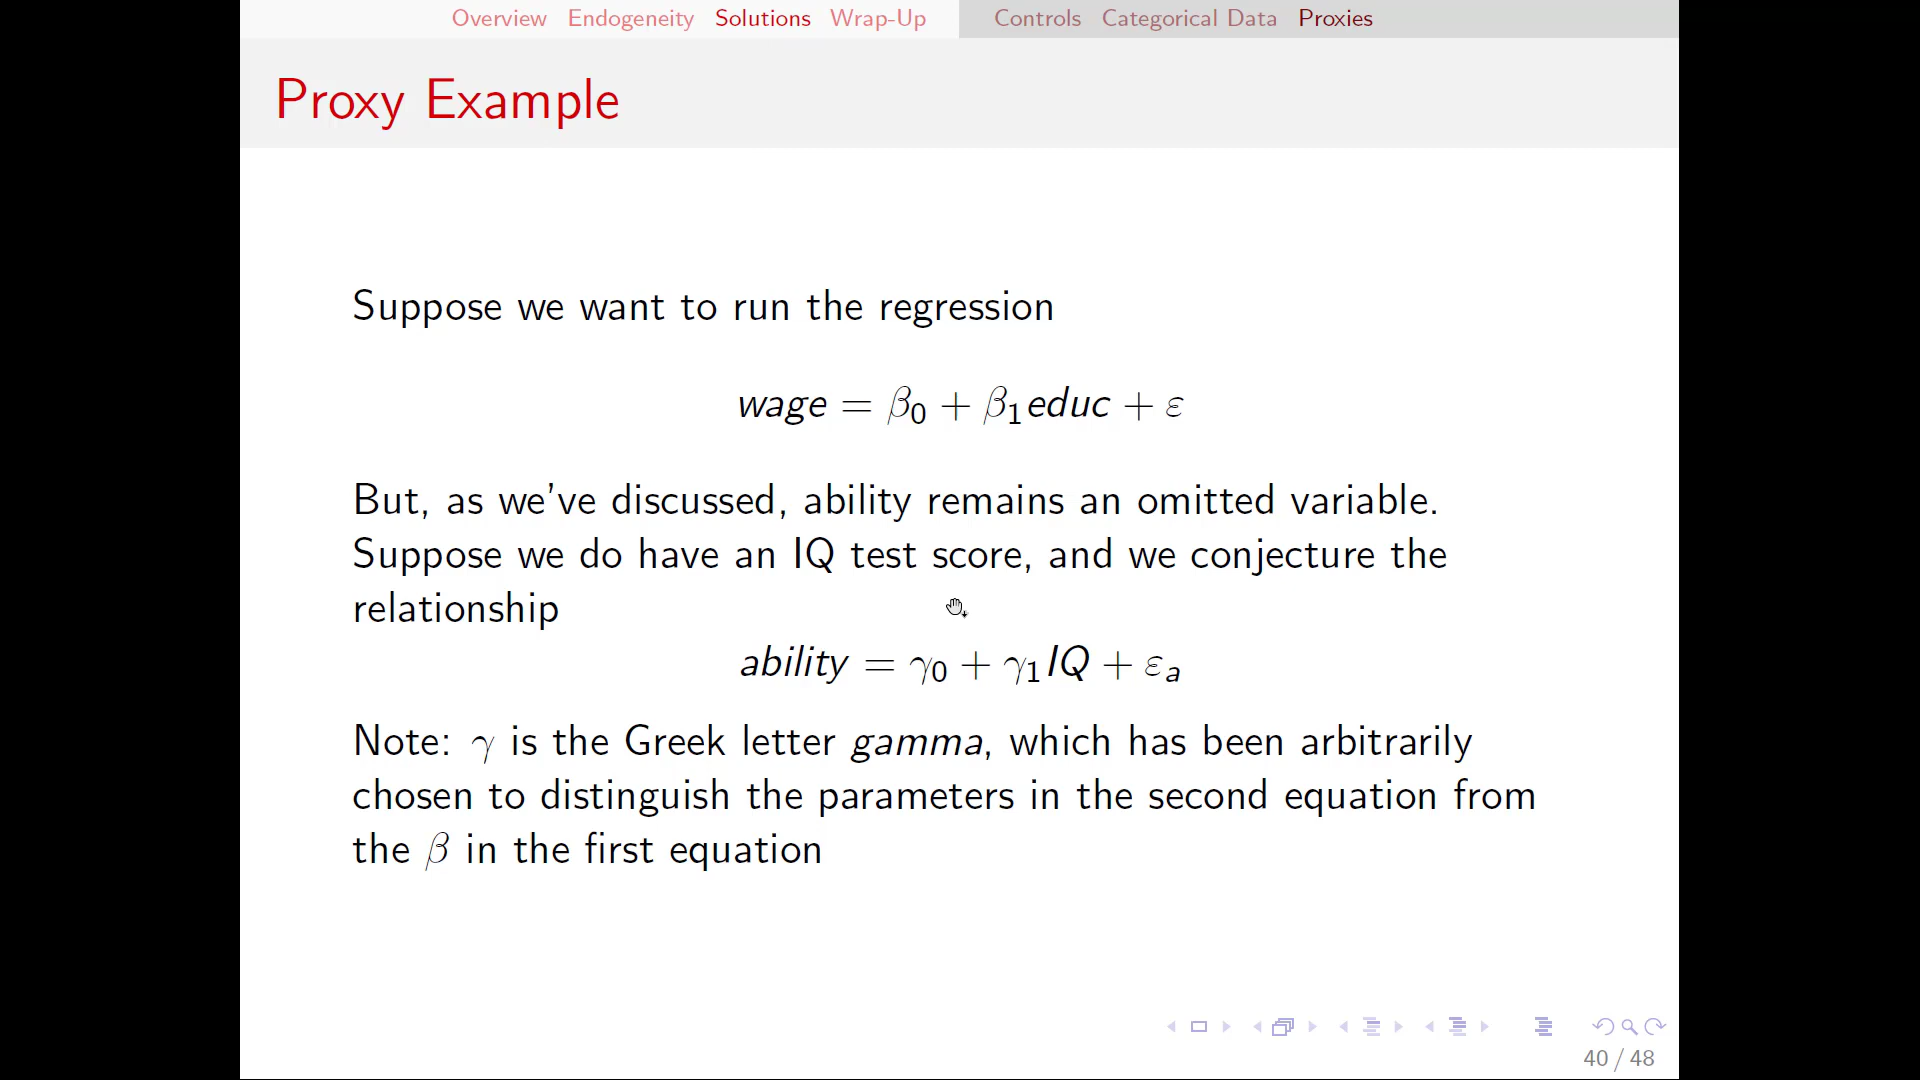 Overview Endogeneity Solutions Wrap-Up Controls Categorical Data Proxies
Proxy Example
Suppose we want to run the regression
wage = β₀ + β₁educ + ε
But, as we've discussed, ability remains an omitted variable.
Suppose we do have an IQ test score, and we conjecture the
relationship
ability = γ₀ + γ₁IQ + εₐ
Note: γ is the Greek letter gamma, which has been arbitrarily
chosen to distinguish the parameters in the second equation from
the β in the first equation
40 / 48